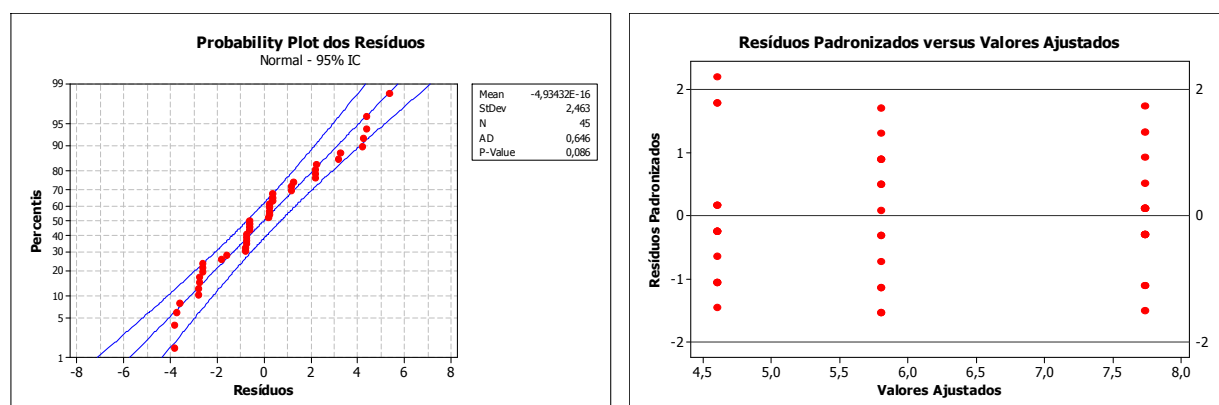 Probability Plot dos Resíduos
Normal - 95% IC
Percentis
99
95
90
80
70
60
50
40
30
20
10
5
1
-8 -6 -4 -2 0 2 4 6 8
Resíduos
Mean -4,93432E-16
StDev 2,463
N 45
AD 0,646
P-Value 0,086
Resíduos Padronizados versus Valores Ajustados
Resíduos Padronizados
2 2
1
0 0
-1
-2 -2
4,5 5,0 5,5 6,0 6,5 7,0 7,5 8,0
Valores Ajustados